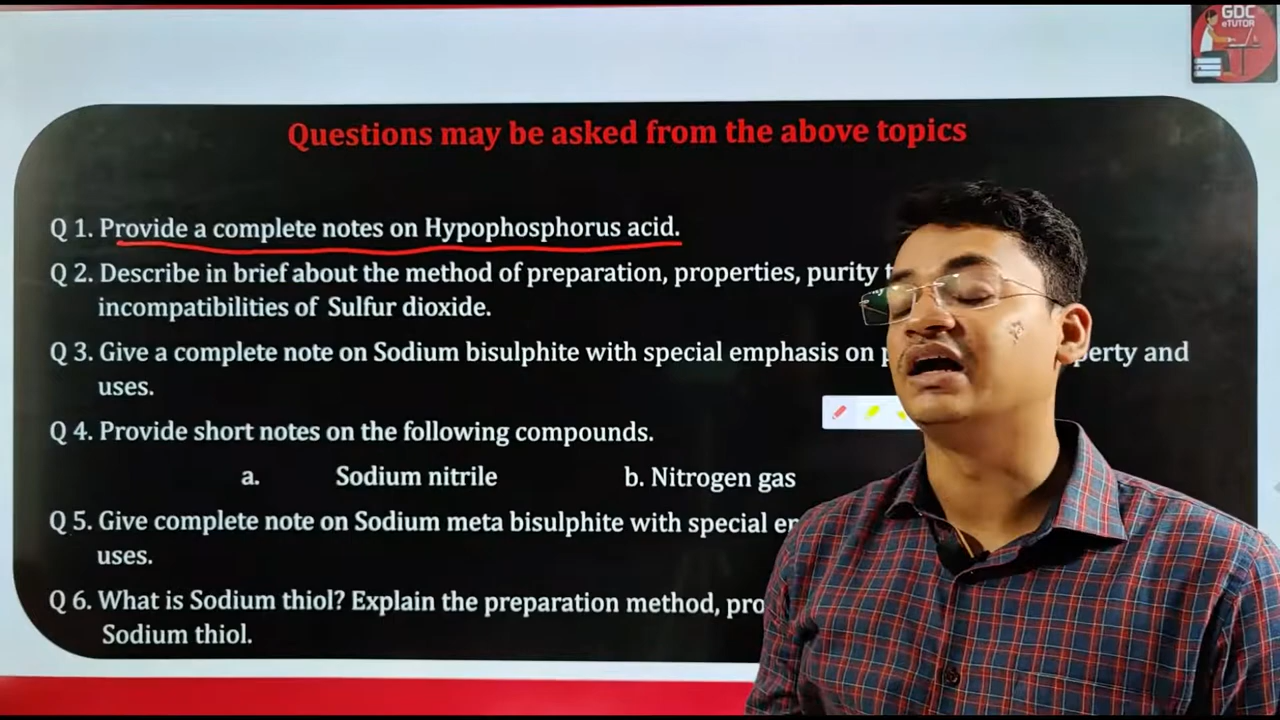 GDC
eTUTOR
Questions may be asked from the above topics
Q 1. Provide a complete notes on Hypophosphorus acid.
Q 2. Describe in brief about the method of preparation, properties, purity
incompatibilities of Sulfur dioxide.
Q 3. Give a complete note on Sodium bisulphite with special emphasis on and
uses.
Q 4. Provide short notes on the following compounds.
a. Sodium nitrile b. Nitrogen gas
Q 5. Give complete note on Sodium meta bisulphite with special
uses.
Q 6. What is Sodium thiol? Explain the preparation method,
Sodium thiol.